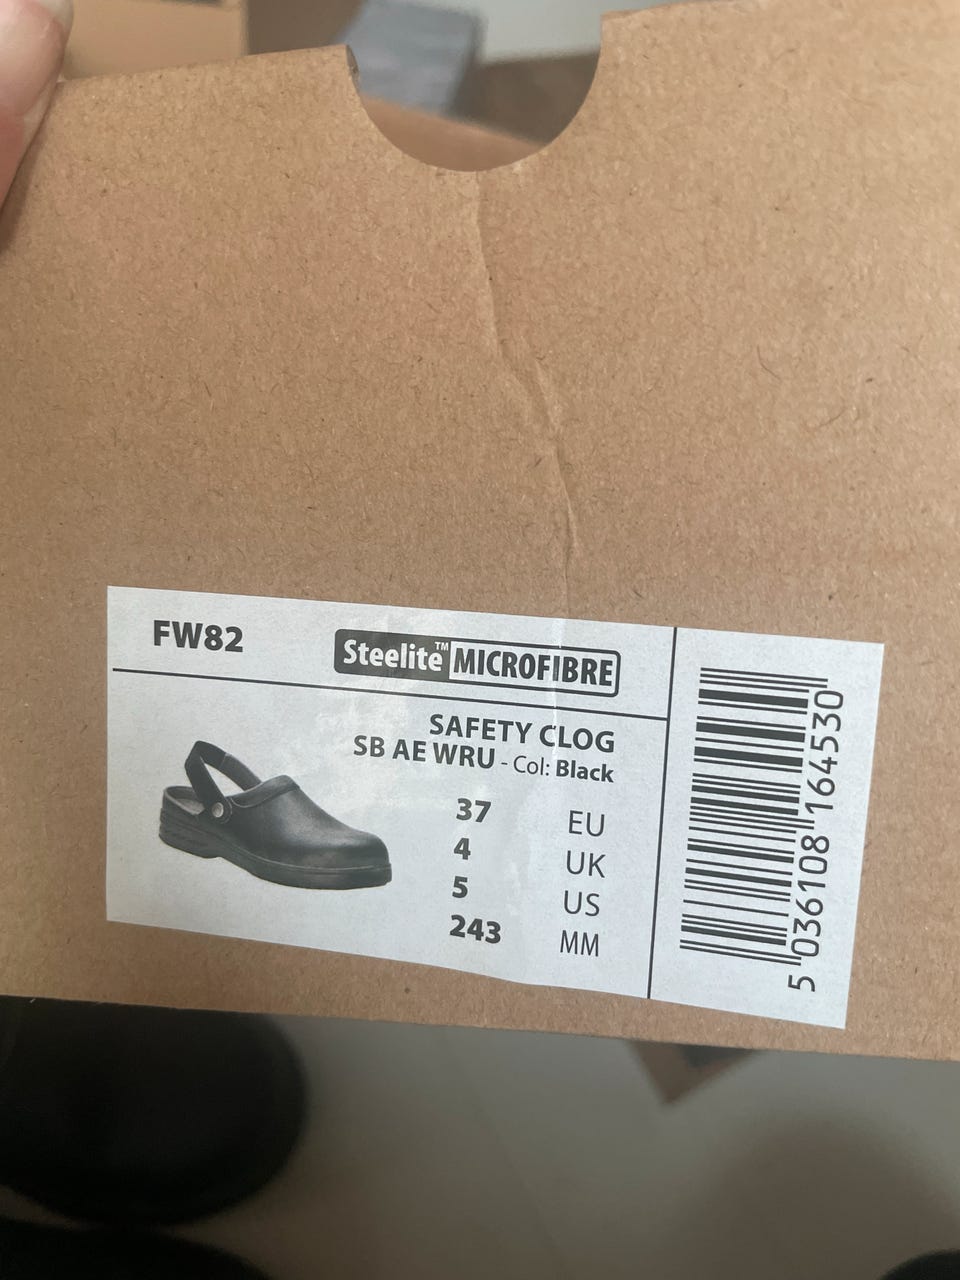 FW82
Steelite™ MICROFIBRE
SAFETY CLOG
SB AE WRU - Col: Black
37 EU
4 UK
5 US
243 MM
5 036108 164530